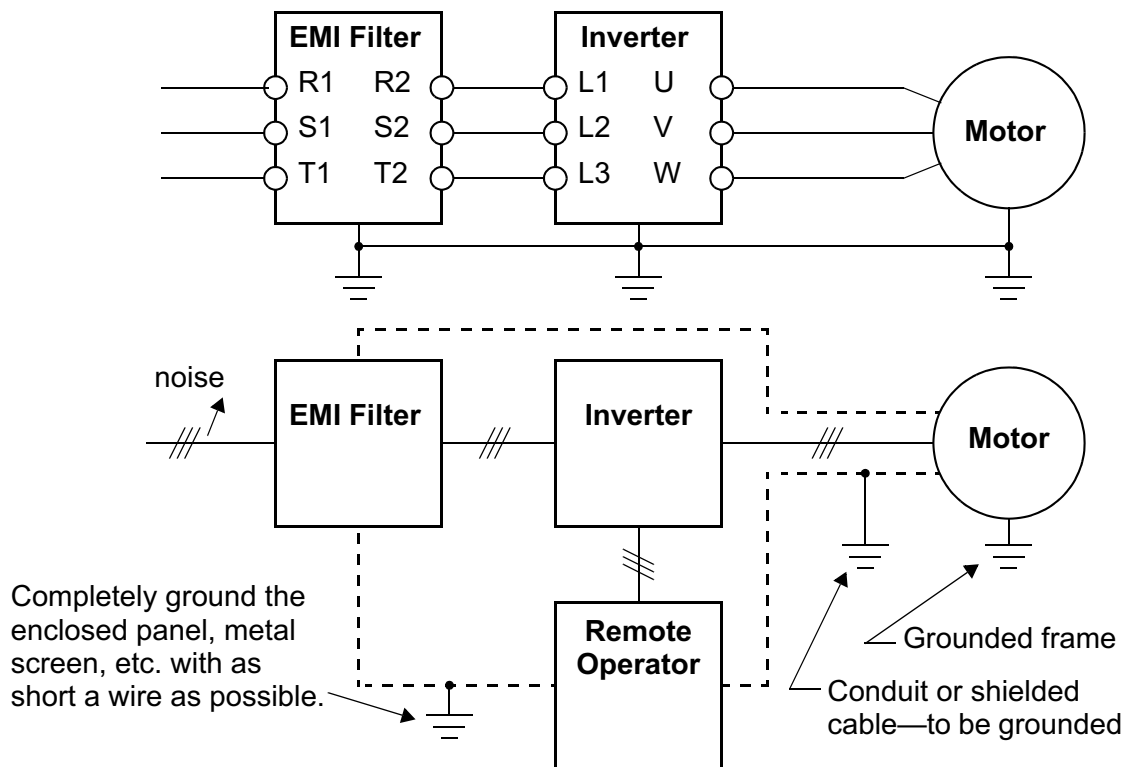 EMI Filter
Inverter
R1 R2
L1 U
S1 S2
L2 V
Motor
T1 T2
L3 W
noise
EMI Filter
Inverter
Motor
Completely ground the
enclosed panel, metal
screen, etc. with as
short a wire as possible.
Remote
Operator
Grounded frame
Conduit or shielded
cable—to be grounded